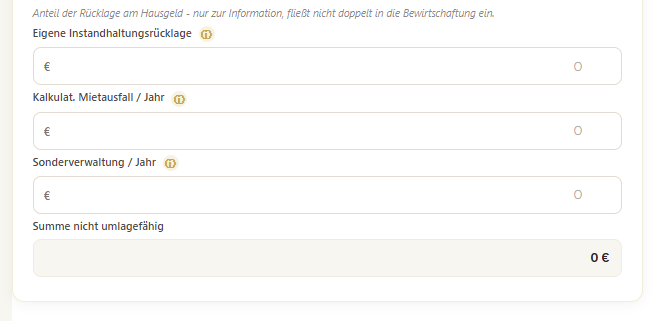 Anteil der Rücklage am Hausgeld - nur zur Information, fließt nicht doppelt in die Bewirtschaftung ein.
Eigene Instandhaltungsrücklage
€ 0
Kalkulat. Mietausfall / Jahr
€ 0
Sonderverwaltung / Jahr
€ 0
Summe nicht umlagefähig
0 €